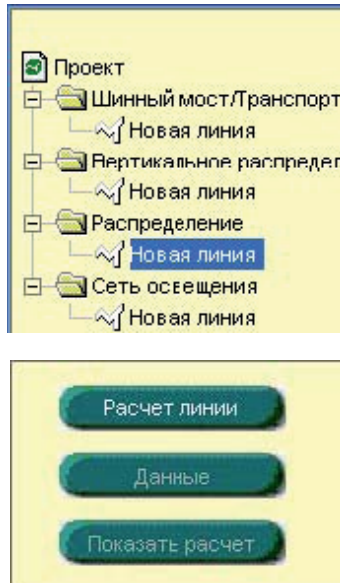 Проект
Шинный мост/Транспорт
Новая линия
Вертикальное распредел
Новая линия
Распределение
Новая линия
Сеть освещения
Новая линия
Расчет линии
Данные
Показать расчет